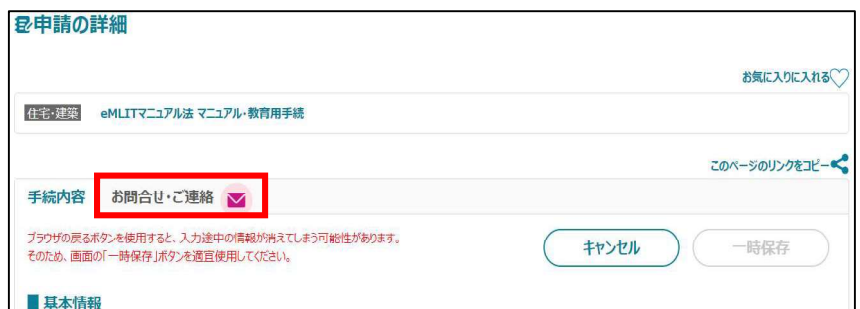 申請の詳細
お気に入りに入れる
住宅・建築 eMLITマニュアル法 マニュアル・教育用手続
このページのリンクをコピー
手続内容 お問合せ・ご連絡
ブラウザの戻るボタンを使用すると、入力途中の情報が消えてしまう可能性があります。
そのため、画面の「一時保存」ボタンを適宜使用してください。
キャンセル 一時保存
基本情報